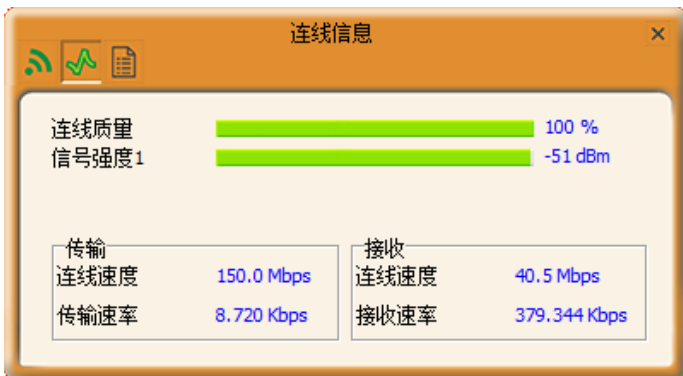 连线信息
连线质量 100 %
信号强度1 -51 dBm
传输 接收
连线速度 150.0 Mbps 连线速度 40.5 Mbps
传输速率 8.720 Kbps 接收速率 379.344 Kbps